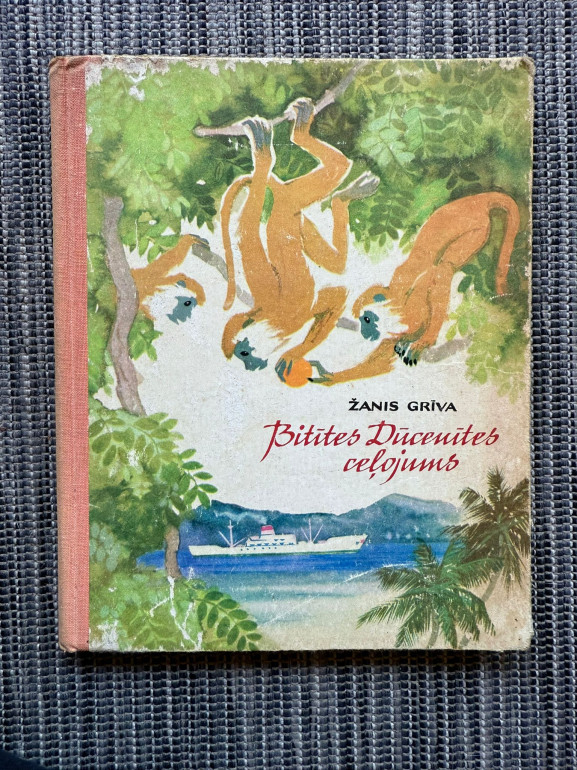 ŽANIS GRĪVA
Bitītes Dūcenītes
ceļojums